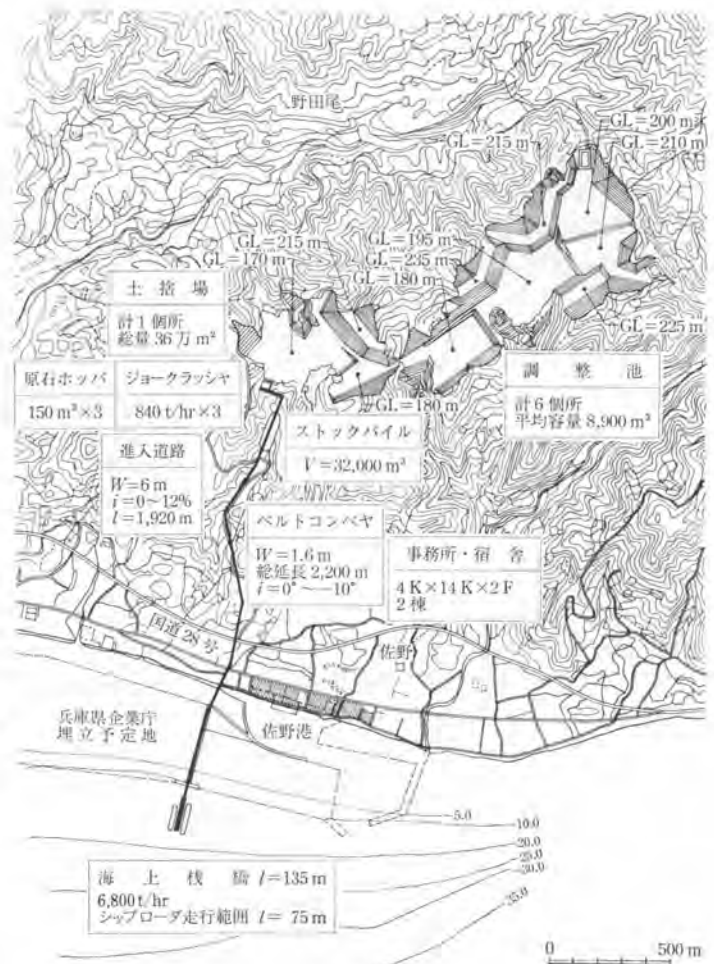 野田尾
GL=200 m
GL=215 m
GL=210 m
GL=215 m
GL=195 m
GL=170 m
GL=235 m
GL=180 m
土捨場
計1個所
総量36万m²
GL=225 m
原石ホッパ
150 m³×3
ジョークラッシャ
840 t/hr×3
調整池
計6個所
平均容量 8,900 m³
GL=180 m
ストックパイル
V=32,000 m³
進入道路
W=6 m
i=0~12%
l=1,920 m
ベルトコンベヤ
W=1.6 m
総延長 2,200 m
i=0°~−10°
事務所・宿舎
4K×14K×2F
2棟
国道28号
佐野
兵庫県企業庁
埋立予定地
佐野港
5.0
10.0
20.0
25.0
30.0
35.0
海上桟橋 l=135 m
6,800 t/hr
シップローダ走行範囲 l= 75 m
0 500 m